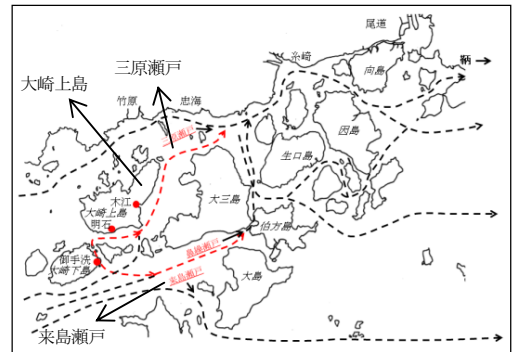 尾道
糸崎
向島
鞆
三原瀬戸
大崎上島
竹原
忠海
三原瀬戸
因島
生口島
大三島
木江
大崎上島
明石
伯方島
御手洗
大崎下島
鼻繰瀬戸
来島瀬戸
大島
来島瀬戸